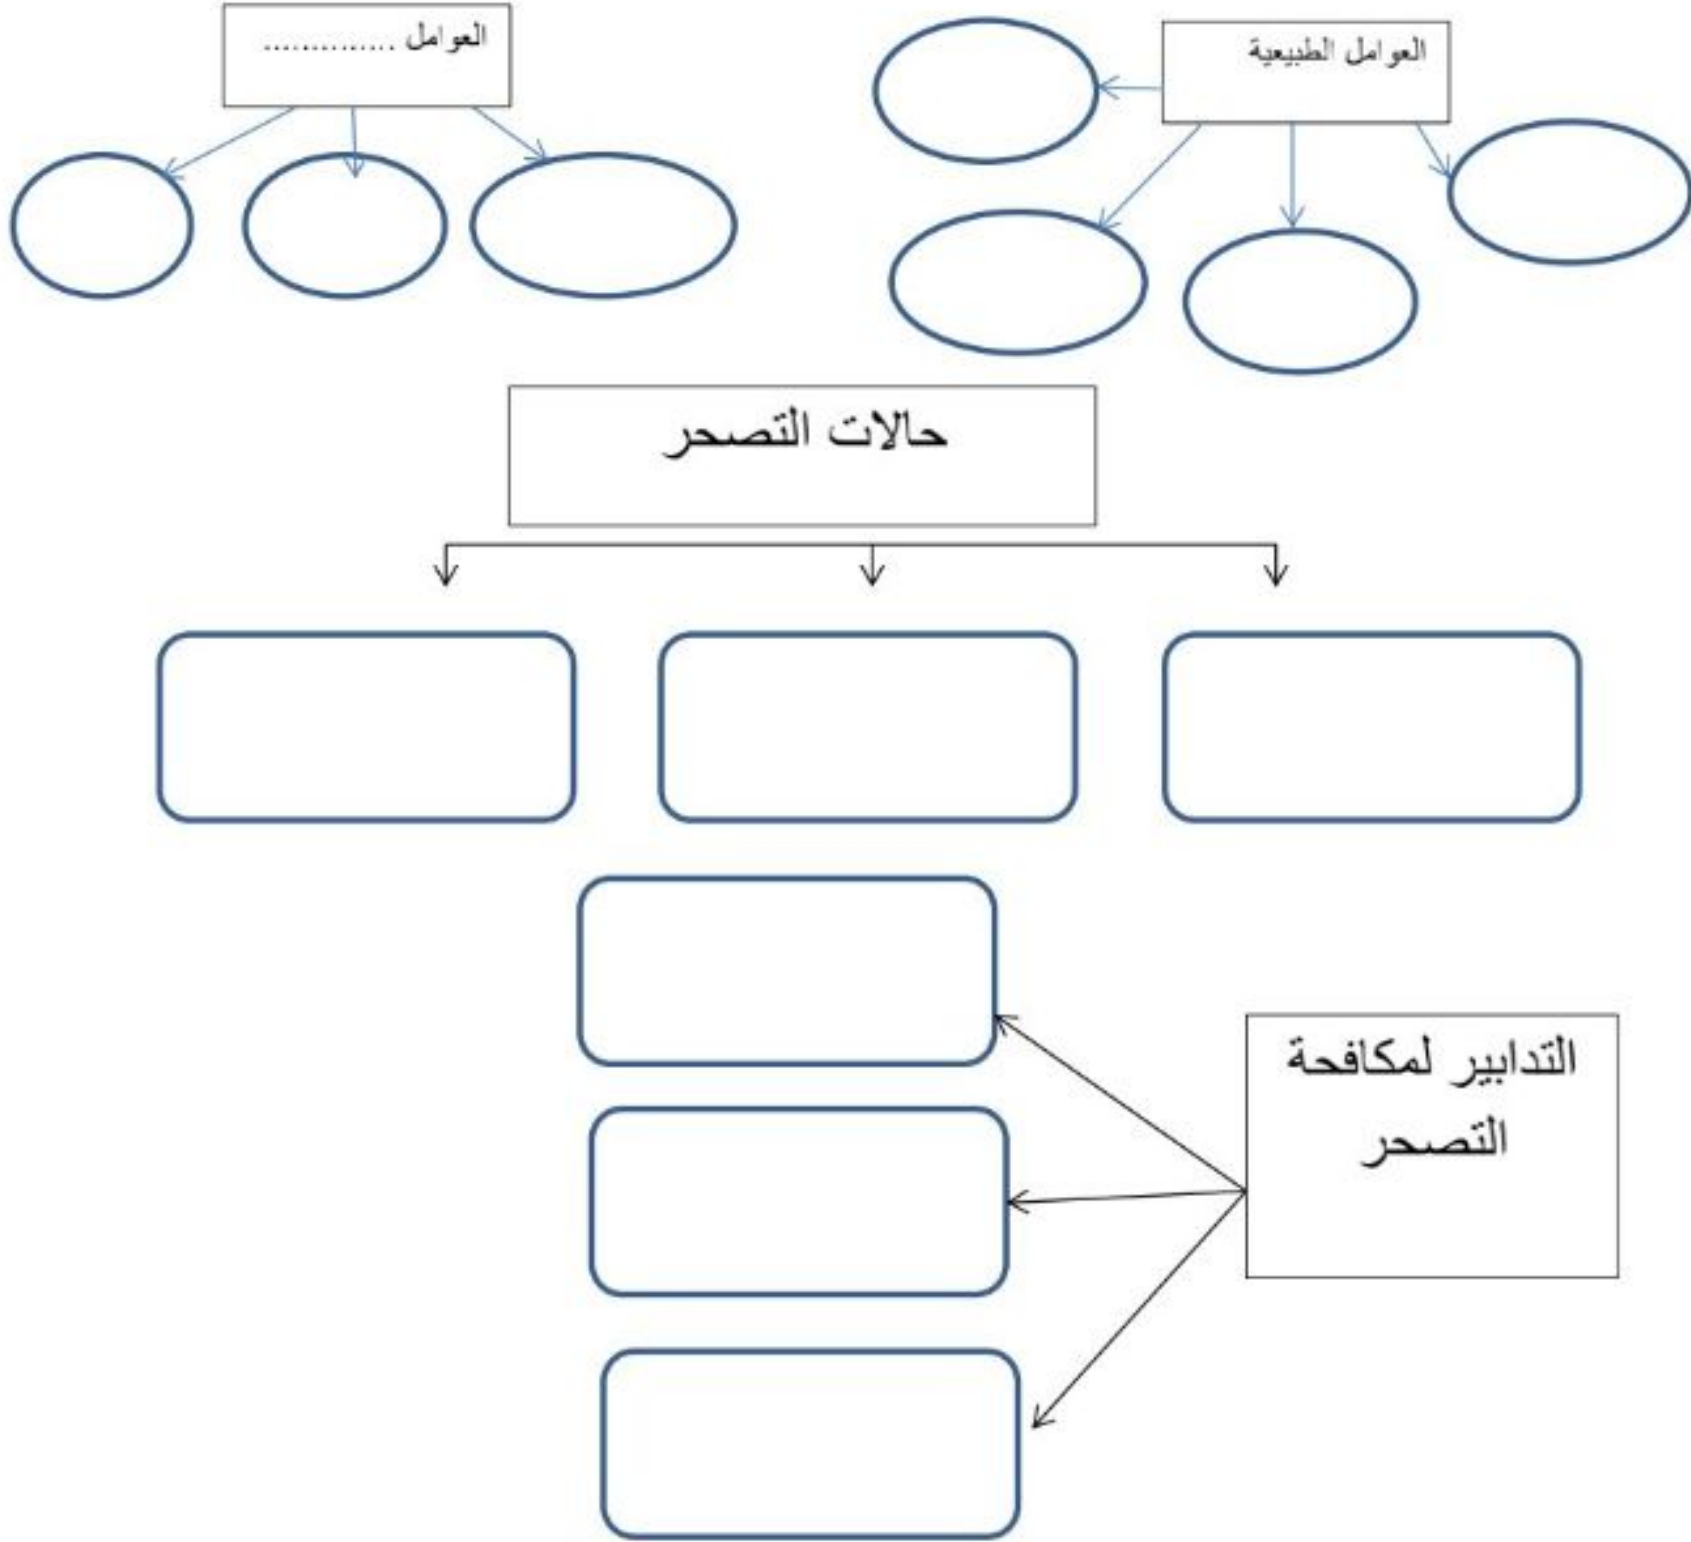 العوامل الطبيعية
العوامل ..............
حالات التصحر
التدابير لمكافحة
التصحر